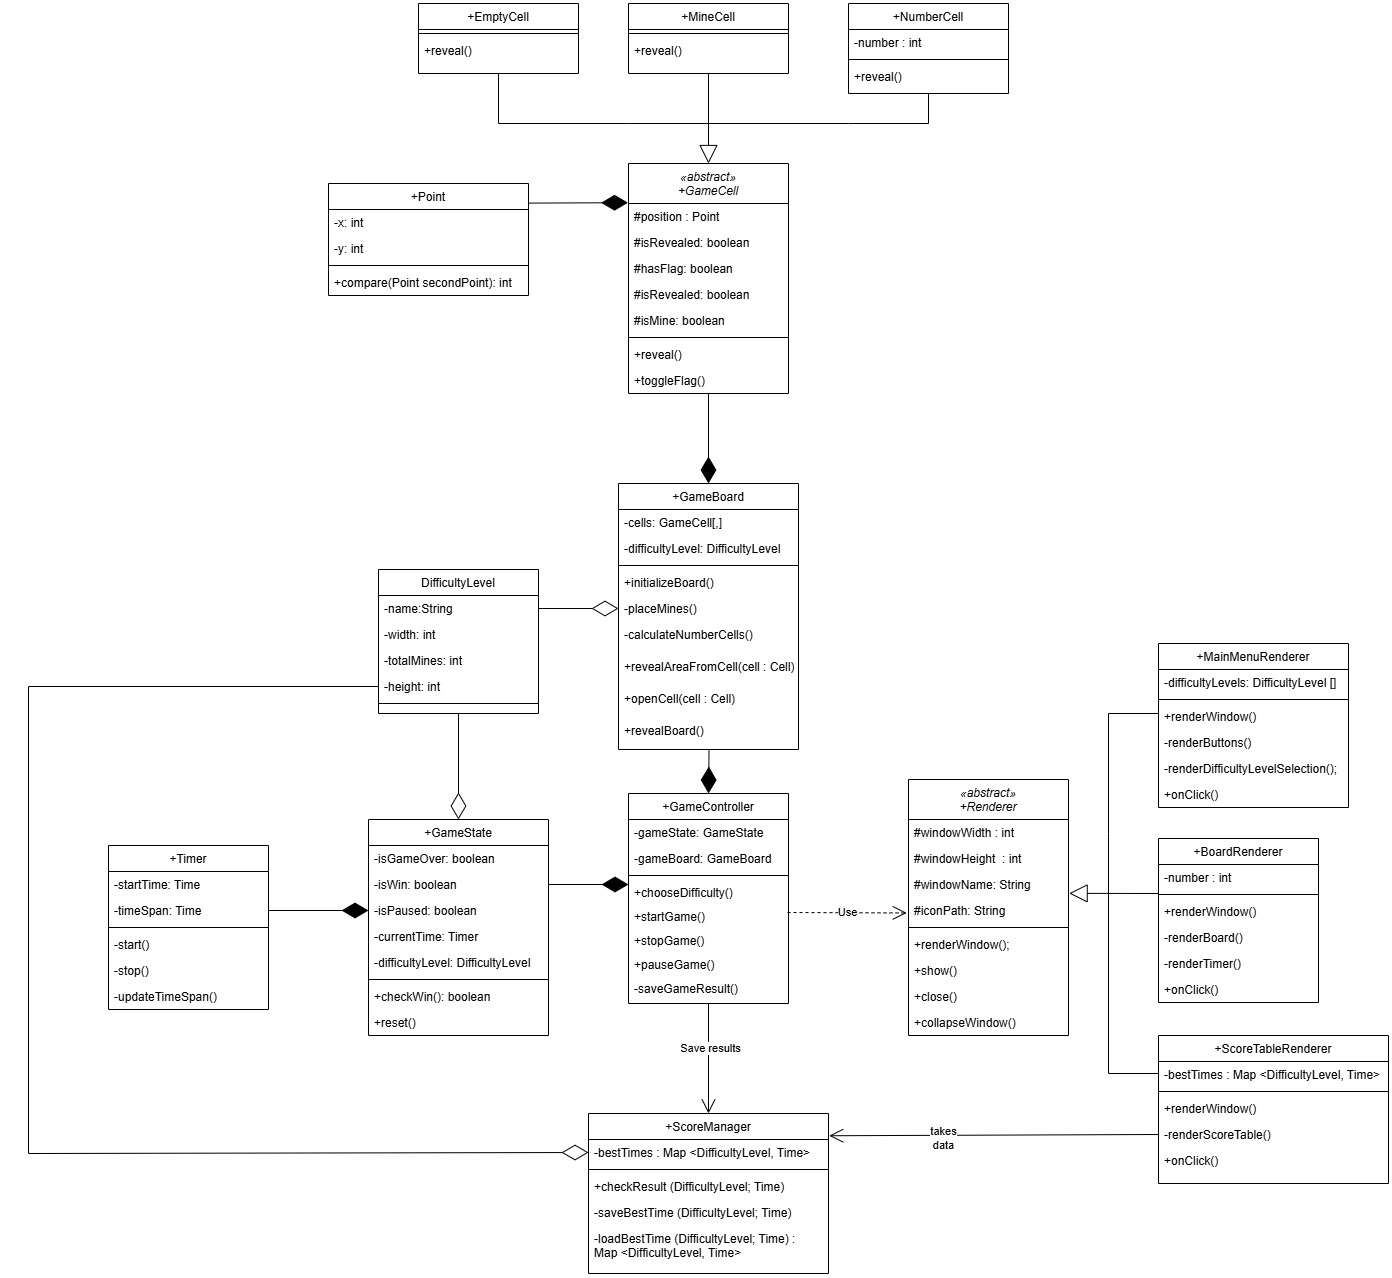 +EmptyCell
+reveal()
+MineCell
+reveal()
+NumberCell
-number : int
+reveal()
«abstract»
+GameCell
#position : Point
#isRevealed: boolean
#hasFlag: boolean
#isRevealed: boolean
#isMine: boolean
+reveal()
+toggleFlag()
+Point
-x: int
-y: int
+compare(Point secondPoint): int
+GameBoard
-cells: GameCell[,]
-difficultyLevel: DifficultyLevel
+initializeBoard()
-placeMines()
-calculateNumberCells()
+revealAreaFromCell(cell : Cell)
+openCell(cell : Cell)
+revealBoard()
DifficultyLevel
-name:String
-width: int
-totalMines: int
-height: int
+GameController
-gameState: GameState
-gameBoard: GameBoard
+chooseDifficulty()
+startGame()
+stopGame()
+pauseGame()
-saveGameResult()
+GameState
-isGameOver: boolean
-isWin: boolean
-isPaused: boolean
-currentTime: Timer
-difficultyLevel: DifficultyLevel
+checkWin(): boolean
+reset()
+Timer
-startTime: Time
-timeSpan: Time
-start()
-stop()
-updateTimeSpan()
Use
«abstract»
+Renderer
#windowWidth : int
#windowHeight : int
#windowName: String
#iconPath: String
+renderWindow();
+show()
+close()
+collapseWindow()
+MainMenuRenderer
-difficultyLevels: DifficultyLevel []
+renderWindow()
-renderButtons()
-renderDifficultyLevelSelection();
+onClick()
+BoardRenderer
-number : int
+renderWindow()
-renderBoard()
-renderTimer()
+onClick()
+ScoreTableRenderer
-bestTimes : Map <DifficultyLevel, Time>
+renderWindow()
-renderScoreTable()
+onClick()
Save results
takes
data
+ScoreManager
-bestTimes : Map <DifficultyLevel, Time>
+checkResult (DifficultyLevel; Time)
-saveBestTime (DifficultyLevel; Time)
-loadBestTime (DifficultyLevel; Time) :
Map <DifficultyLevel, Time>